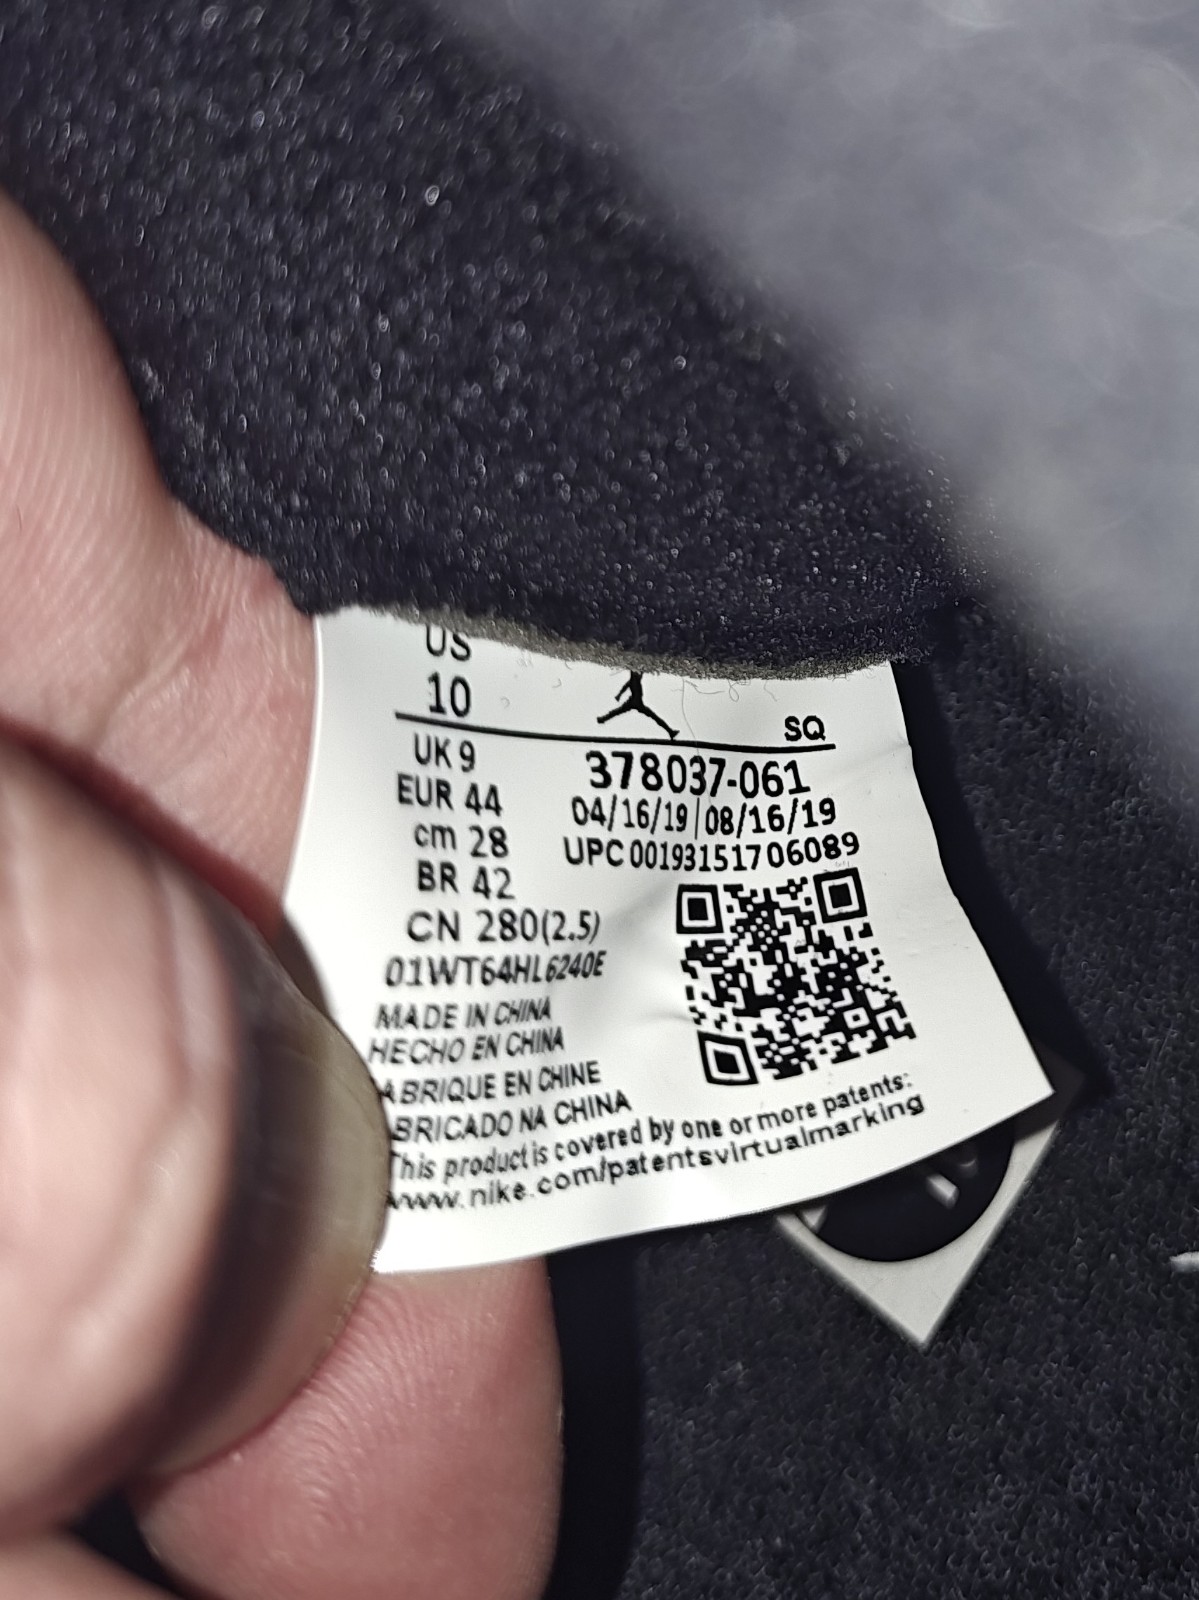 US
10
SQ
UK 9
EUR 44
cm 28
BR 42
CN 280(2.5)
378037-061
04/16/19|08/16/19
UPC00193151706089
01WT64HL6240E
MADE IN CHINA
HECHO EN CHINA
ABRIQUE EN CHINE
BRICADO NA CHINA
This product is covered by one or more patents:
www.nike.com/patentsvirtualmarking